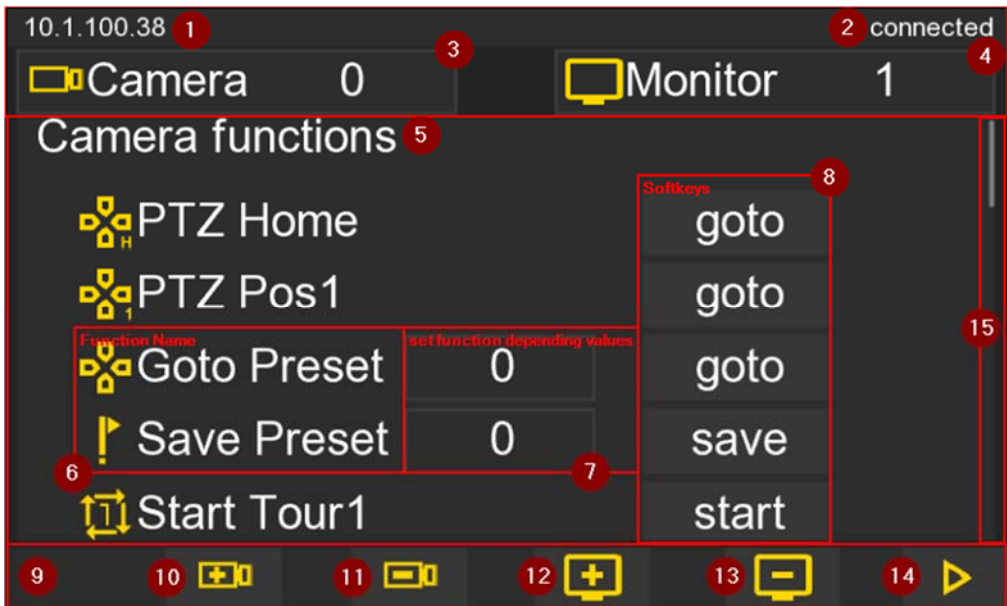 10.1.100.38 1 2 connected
3 4
Camera 0 Monitor 1
Camera functions 5
Softkeys 8
PTZ Home goto
H
PTZ Pos1 goto
1
15
Function Name set function depending values
Goto Preset 0 goto
Save Preset 0 save
6 7
1 Start Tour1 start
9 10 11 12 13 14